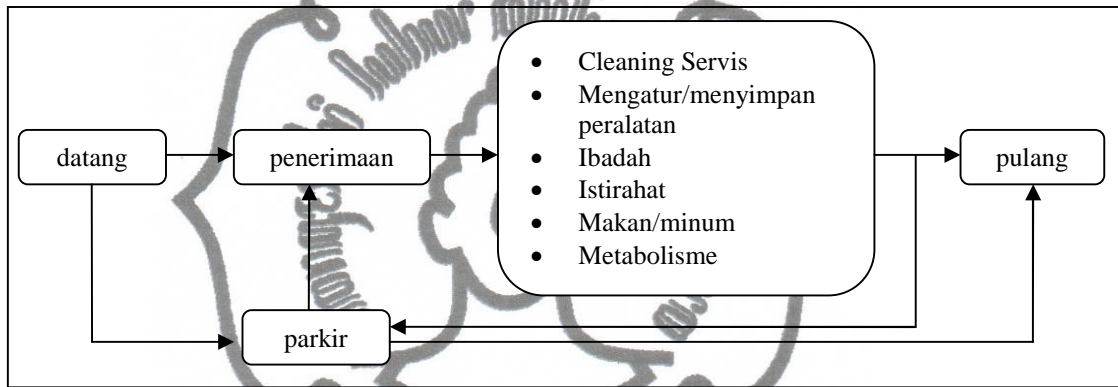 • Cleaning Servis
• Mengatur/menyimpan
peralatan
• Ibadah
• Istirahat
• Makan/minum
• Metabolisme
datang
penerimaan
pulang
parkir